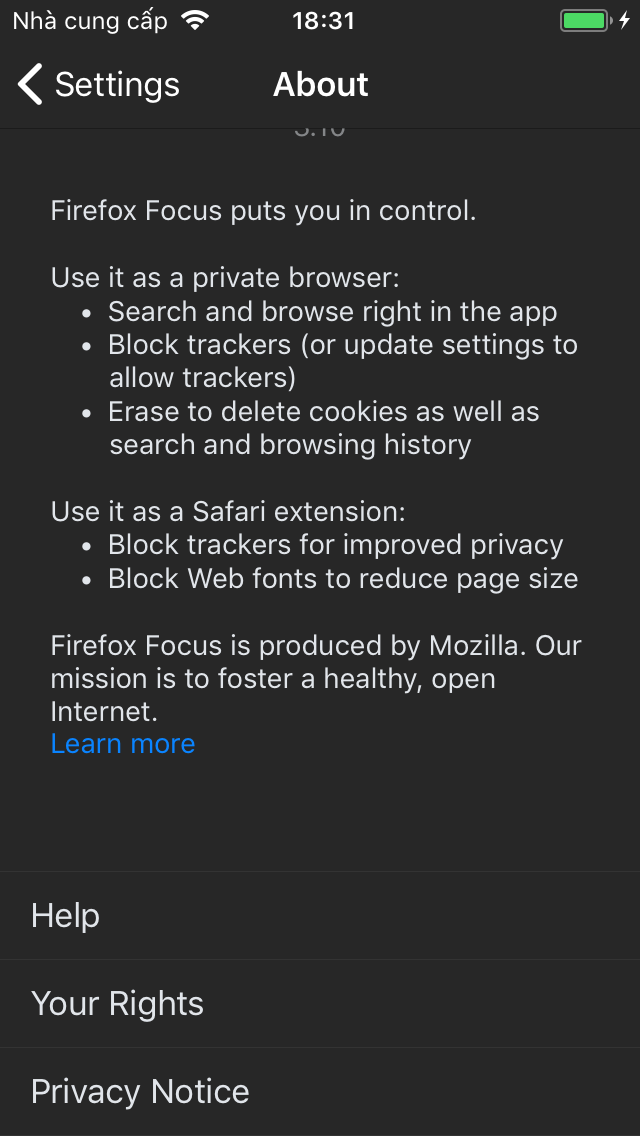 Nhà cung cấp 18:31
Settings About
Firefox Focus puts you in control.
Use it as a private browser:
• Search and browse right in the app
• Block trackers (or update settings to
allow trackers)
• Erase to delete cookies as well as
search and browsing history
Use it as a Safari extension:
• Block trackers for improved privacy
• Block Web fonts to reduce page size
Firefox Focus is produced by Mozilla. Our
mission is to foster a healthy, open
Internet.
Learn more
Help
Your Rights
Privacy Notice